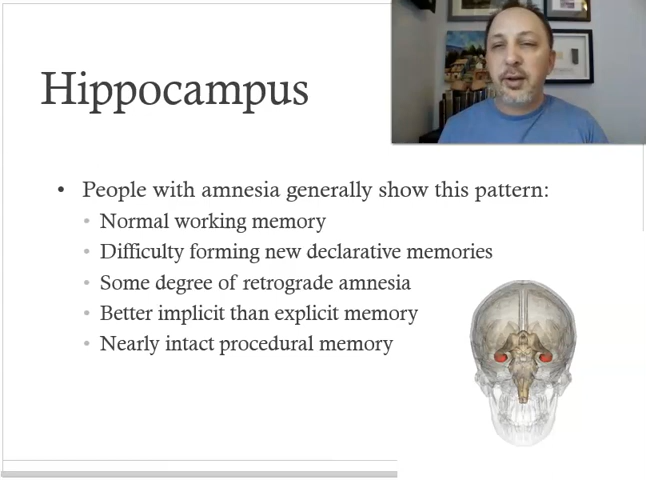 Hippocampus
People with amnesia generally show this pattern:
Normal working memory
Difficulty forming new declarative memories
Some degree of retrograde amnesia
Better implicit than explicit memory
Nearly intact procedural memory